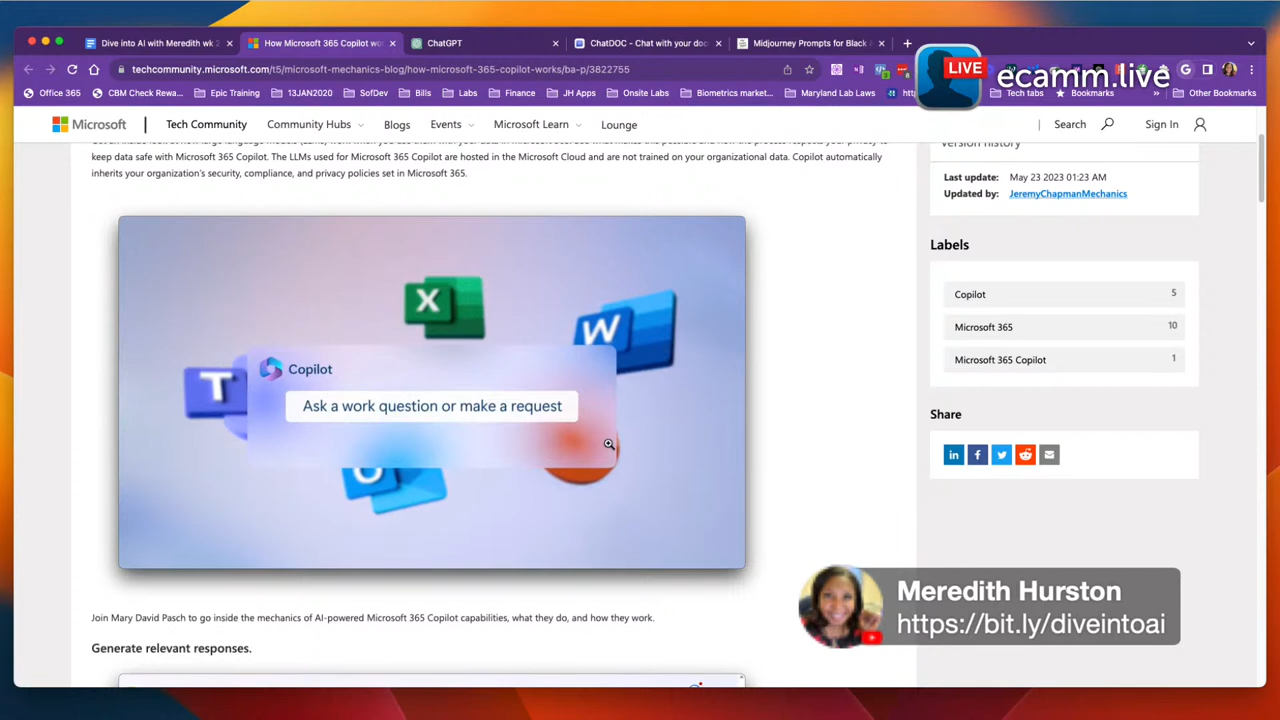 Dive into AI with Meredith wk 2
How Microsoft 365 Copilot wo
ChatGPT
ChatDOC - Chat with your doc
Midjourney Prompts for Black &
LIVE
ecamm.live
techcommunity.microsoft.com/t5/microsoft-mechanics-blog/how-microsoft-365-copilot-works/ba-p/3822755
Office 365
CBM Check Rewa...
Epic Training
13JAN2020
SofDev
Bills
Labs
Finance
JH Apps
Onsite Labs
Biometrics market...
Maryland Lab Laws
Tech tabs
Bookmarks
Other Bookmarks
Microsoft
Tech Community
Community Hubs
Blogs
Events
Microsoft Learn
Lounge
Search
Sign In
keep data safe with Microsoft 365 Copilot. The LLMs used for Microsoft 365 Copilot are hosted in the Microsoft Cloud and are not trained on your organizational data. Copilot automatically
inherits your organization's security, compliance, and privacy policies set in Microsoft 365.
Version history
Last update: May 23 2023 01:23 AM
Updated by: JeremyChapmanMechanics
Labels
Copilot 5
Microsoft 365 10
Microsoft 365 Copilot 1
Share
X
W
T
Copilot
Ask a work question or make a request
O
Meredith Hurston
https://bit.ly/diveintoai
Join Mary David Pasch to go inside the mechanics of AI-powered Microsoft 365 Copilot capabilities, what they do, and how they work.
Generate relevant responses.